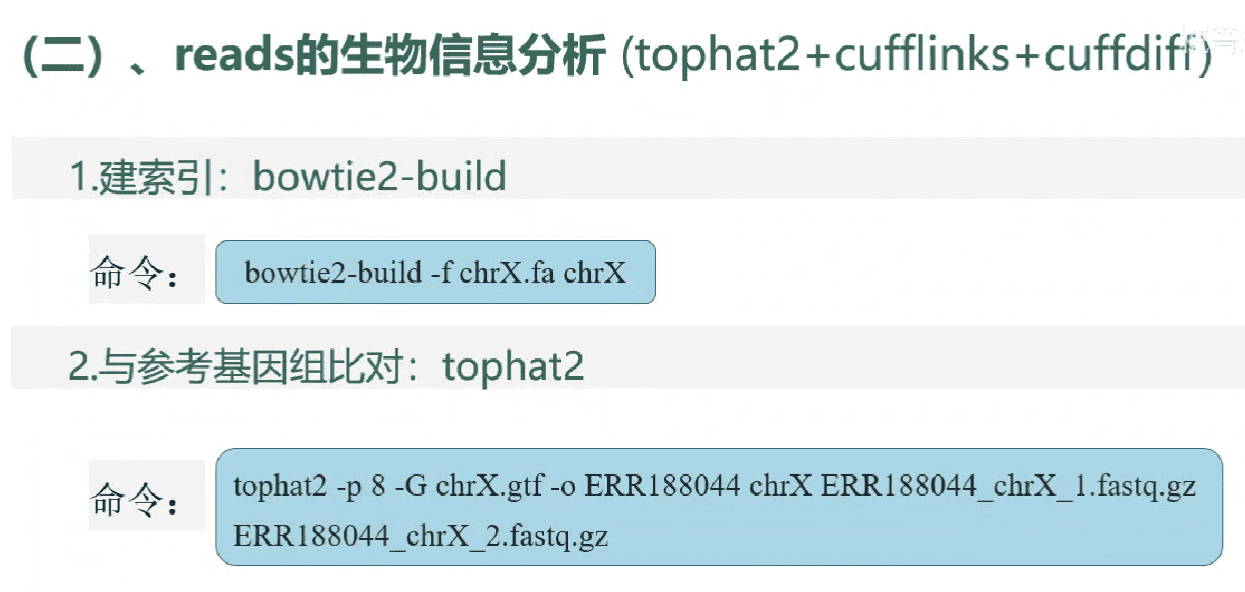 (二) 、reads的生物信息分析 (tophat2+cufflinks+cuffdiff)
1.建索引：bowtie2-build
命令： bowtie2-build -f chrX.fa chrX
2.与参考基因组比对：tophat2
命令： tophat2 -p 8 -G chrX.gtf -o ERR188044 chrX ERR188044_chrX_1.fastq.gz
ERR188044_chrX_2.fastq.gz